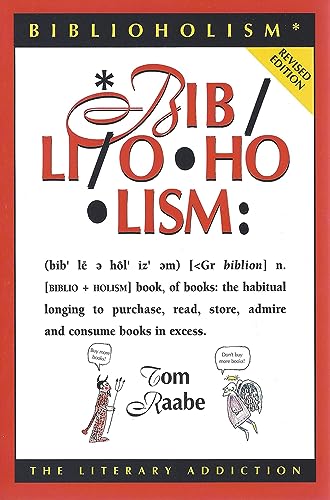 BIBLIOHOLISM*
REVISED
EDITION
*BIB/
LI/O•HO
•LISM:
(bib' lē ə hôl' iz' əm) [<Gr biblion] n.
[BIBLIO + HOLISM] book, of books: the habitual
longing to purchase, read, store, admire
and consume books in excess.
Buy more
books!
Don't buy
more books!
Tom
Raabe
THE LITERARY ADDICTION